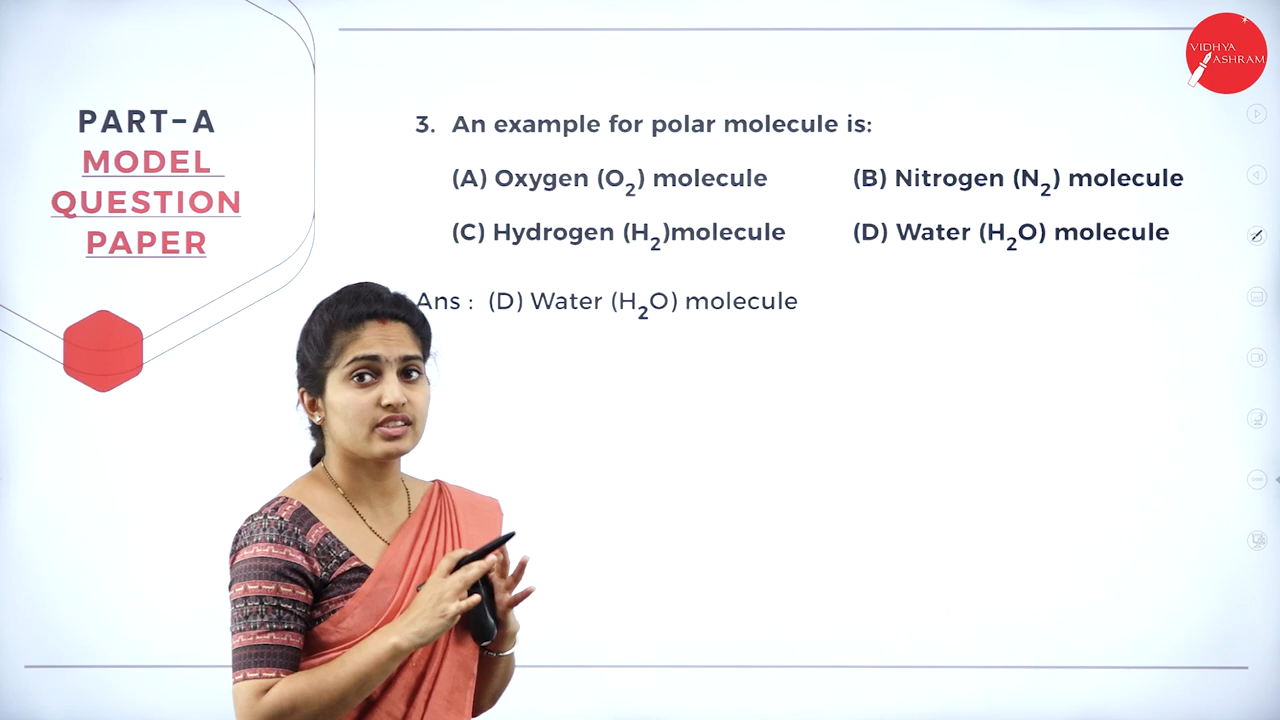 PART-A
MODEL
QUESTION
PAPER
3. An example for polar molecule is:
(A) Oxygen (O₂) molecule (B) Nitrogen (N₂) molecule
(C) Hydrogen (H₂)molecule (D) Water (H₂O) molecule
Ans : (D) Water (H₂O) molecule
VIDHYA
ASHRAM